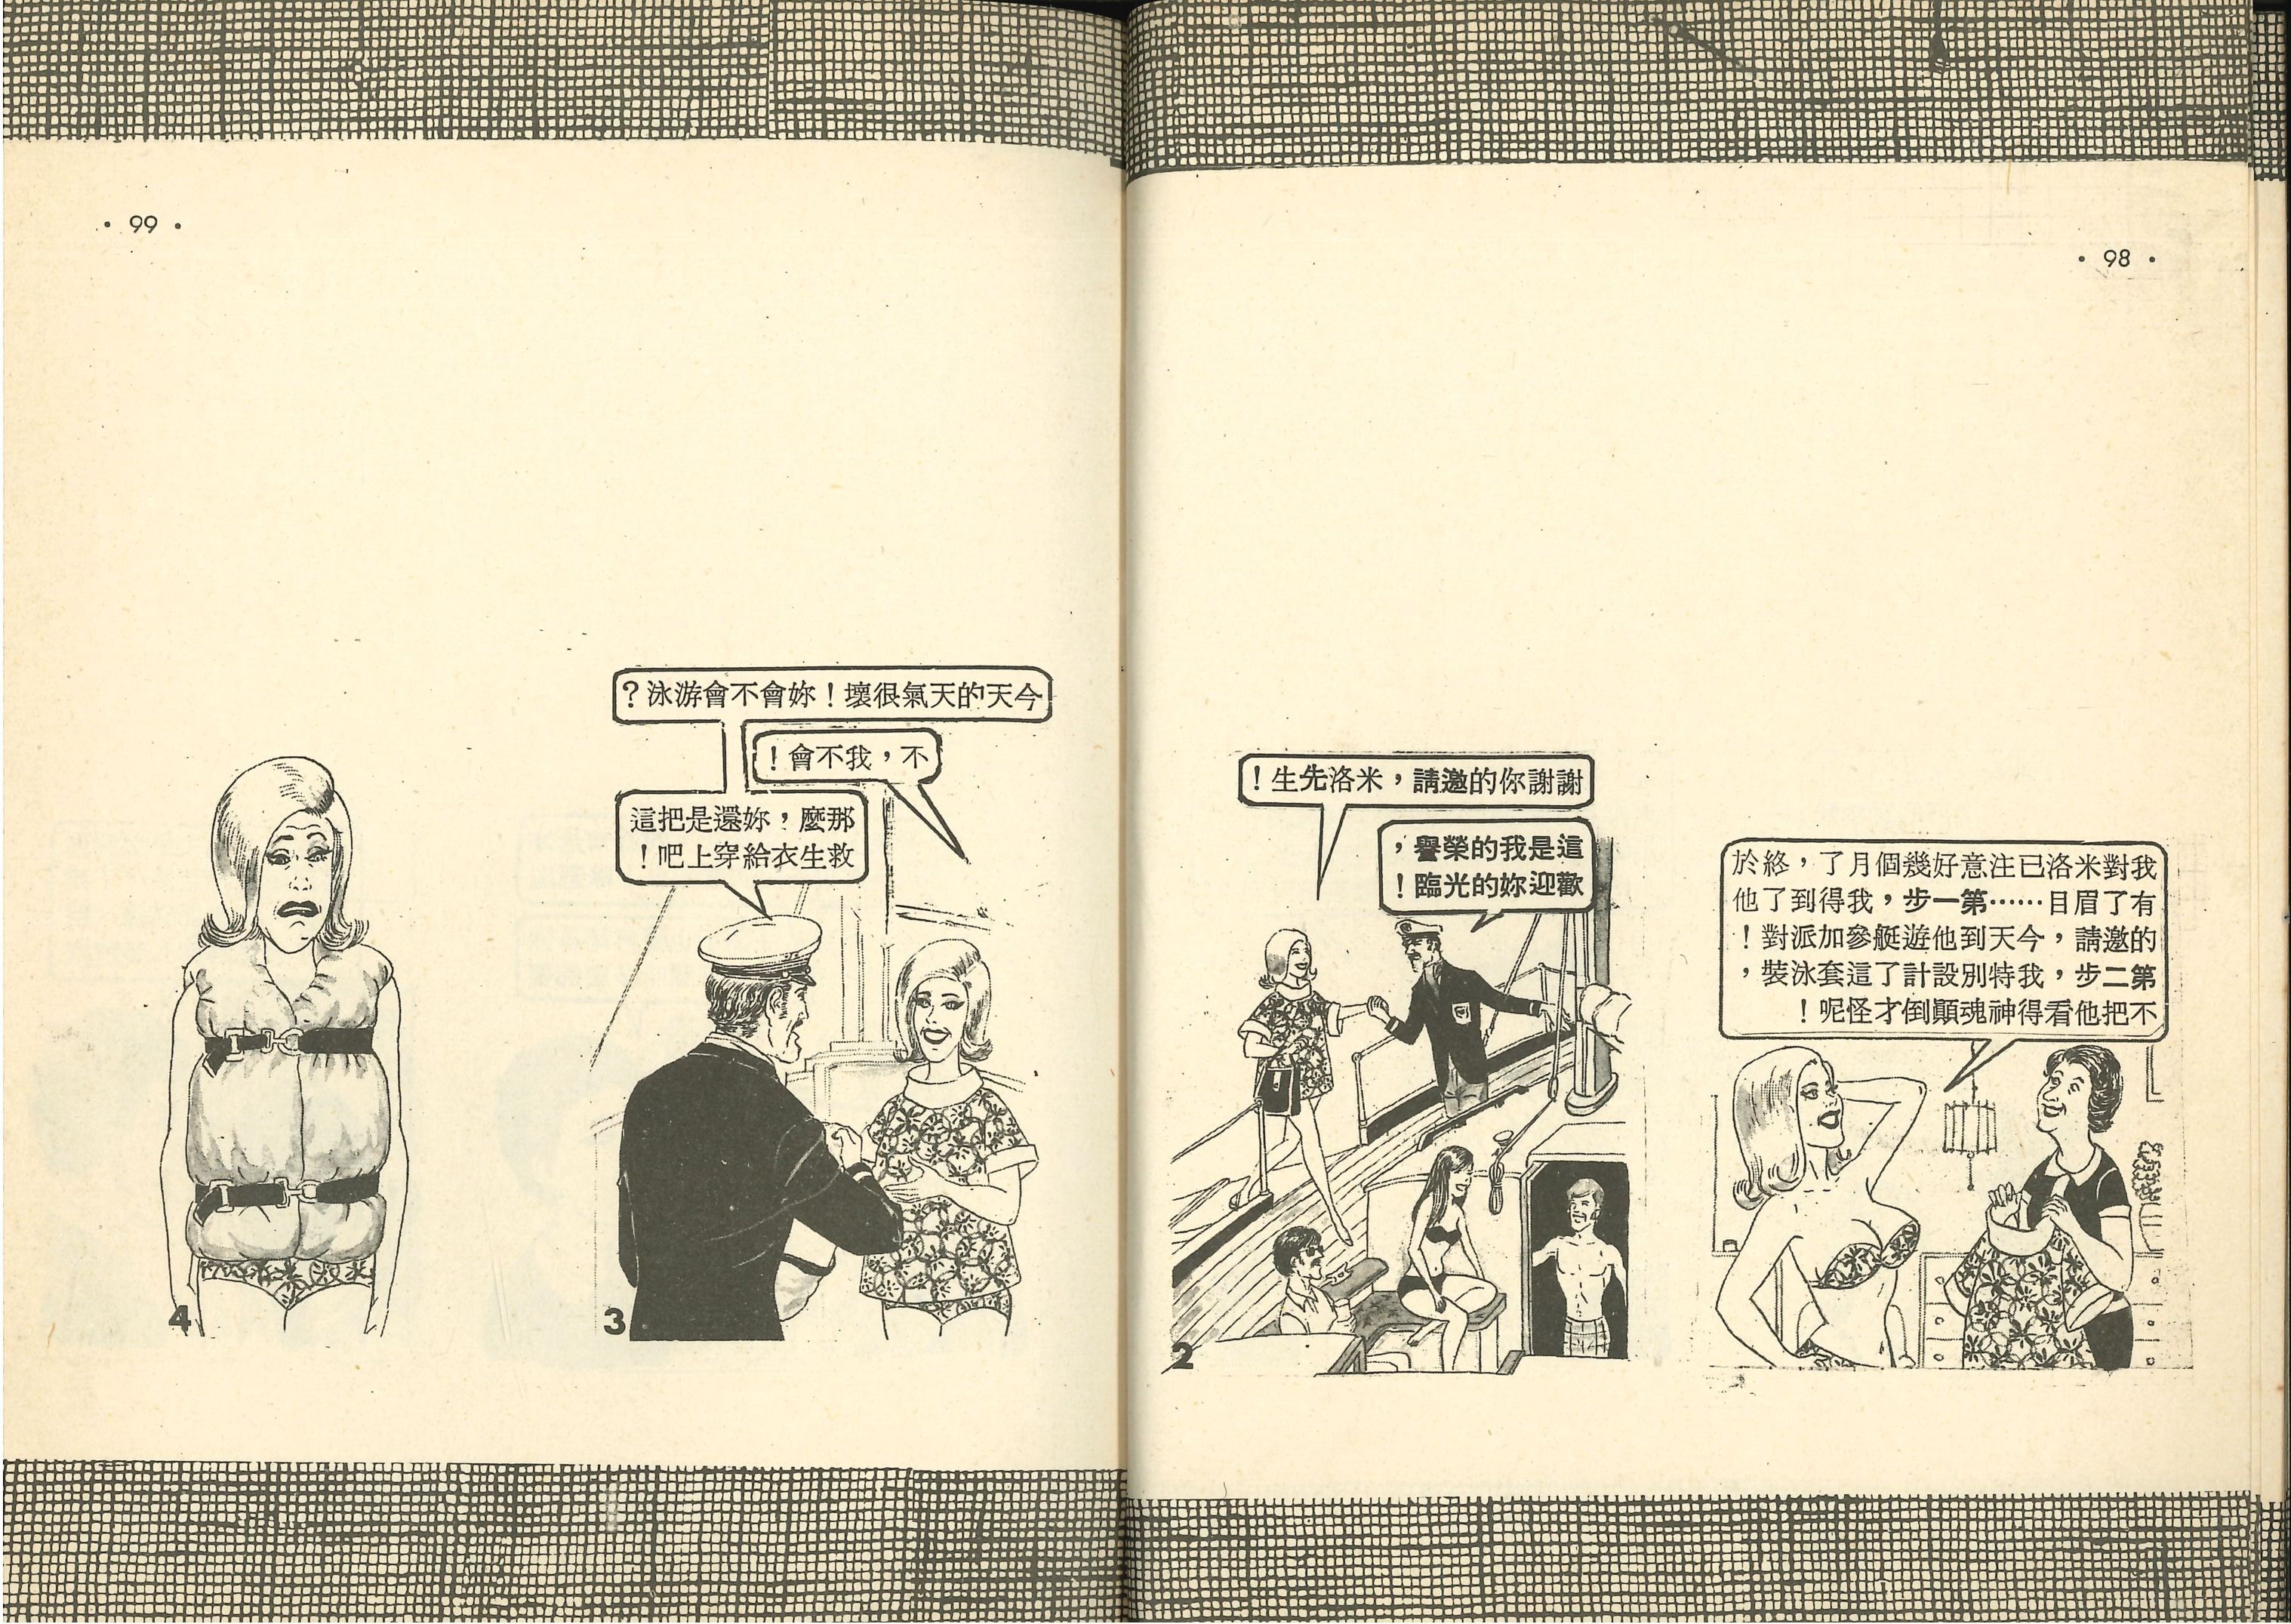 · 98 ·
我對米洛已注意好幾個月了，終於
有了眉目……第一步，我得到了他
的邀請，今天到他遊艇參加派對！
第二步，我特別設計了這套泳裝，
不把他看得神魂顛倒才怪呢！
謝謝你的邀請，米洛先生！
這是我的榮譽，
歡迎妳的光臨！
2
· 99 ·
今天的天氣很壞！妳會不會游泳？
不，我不會！
那麼，妳還是把這
救生衣給穿上吧！
3
4